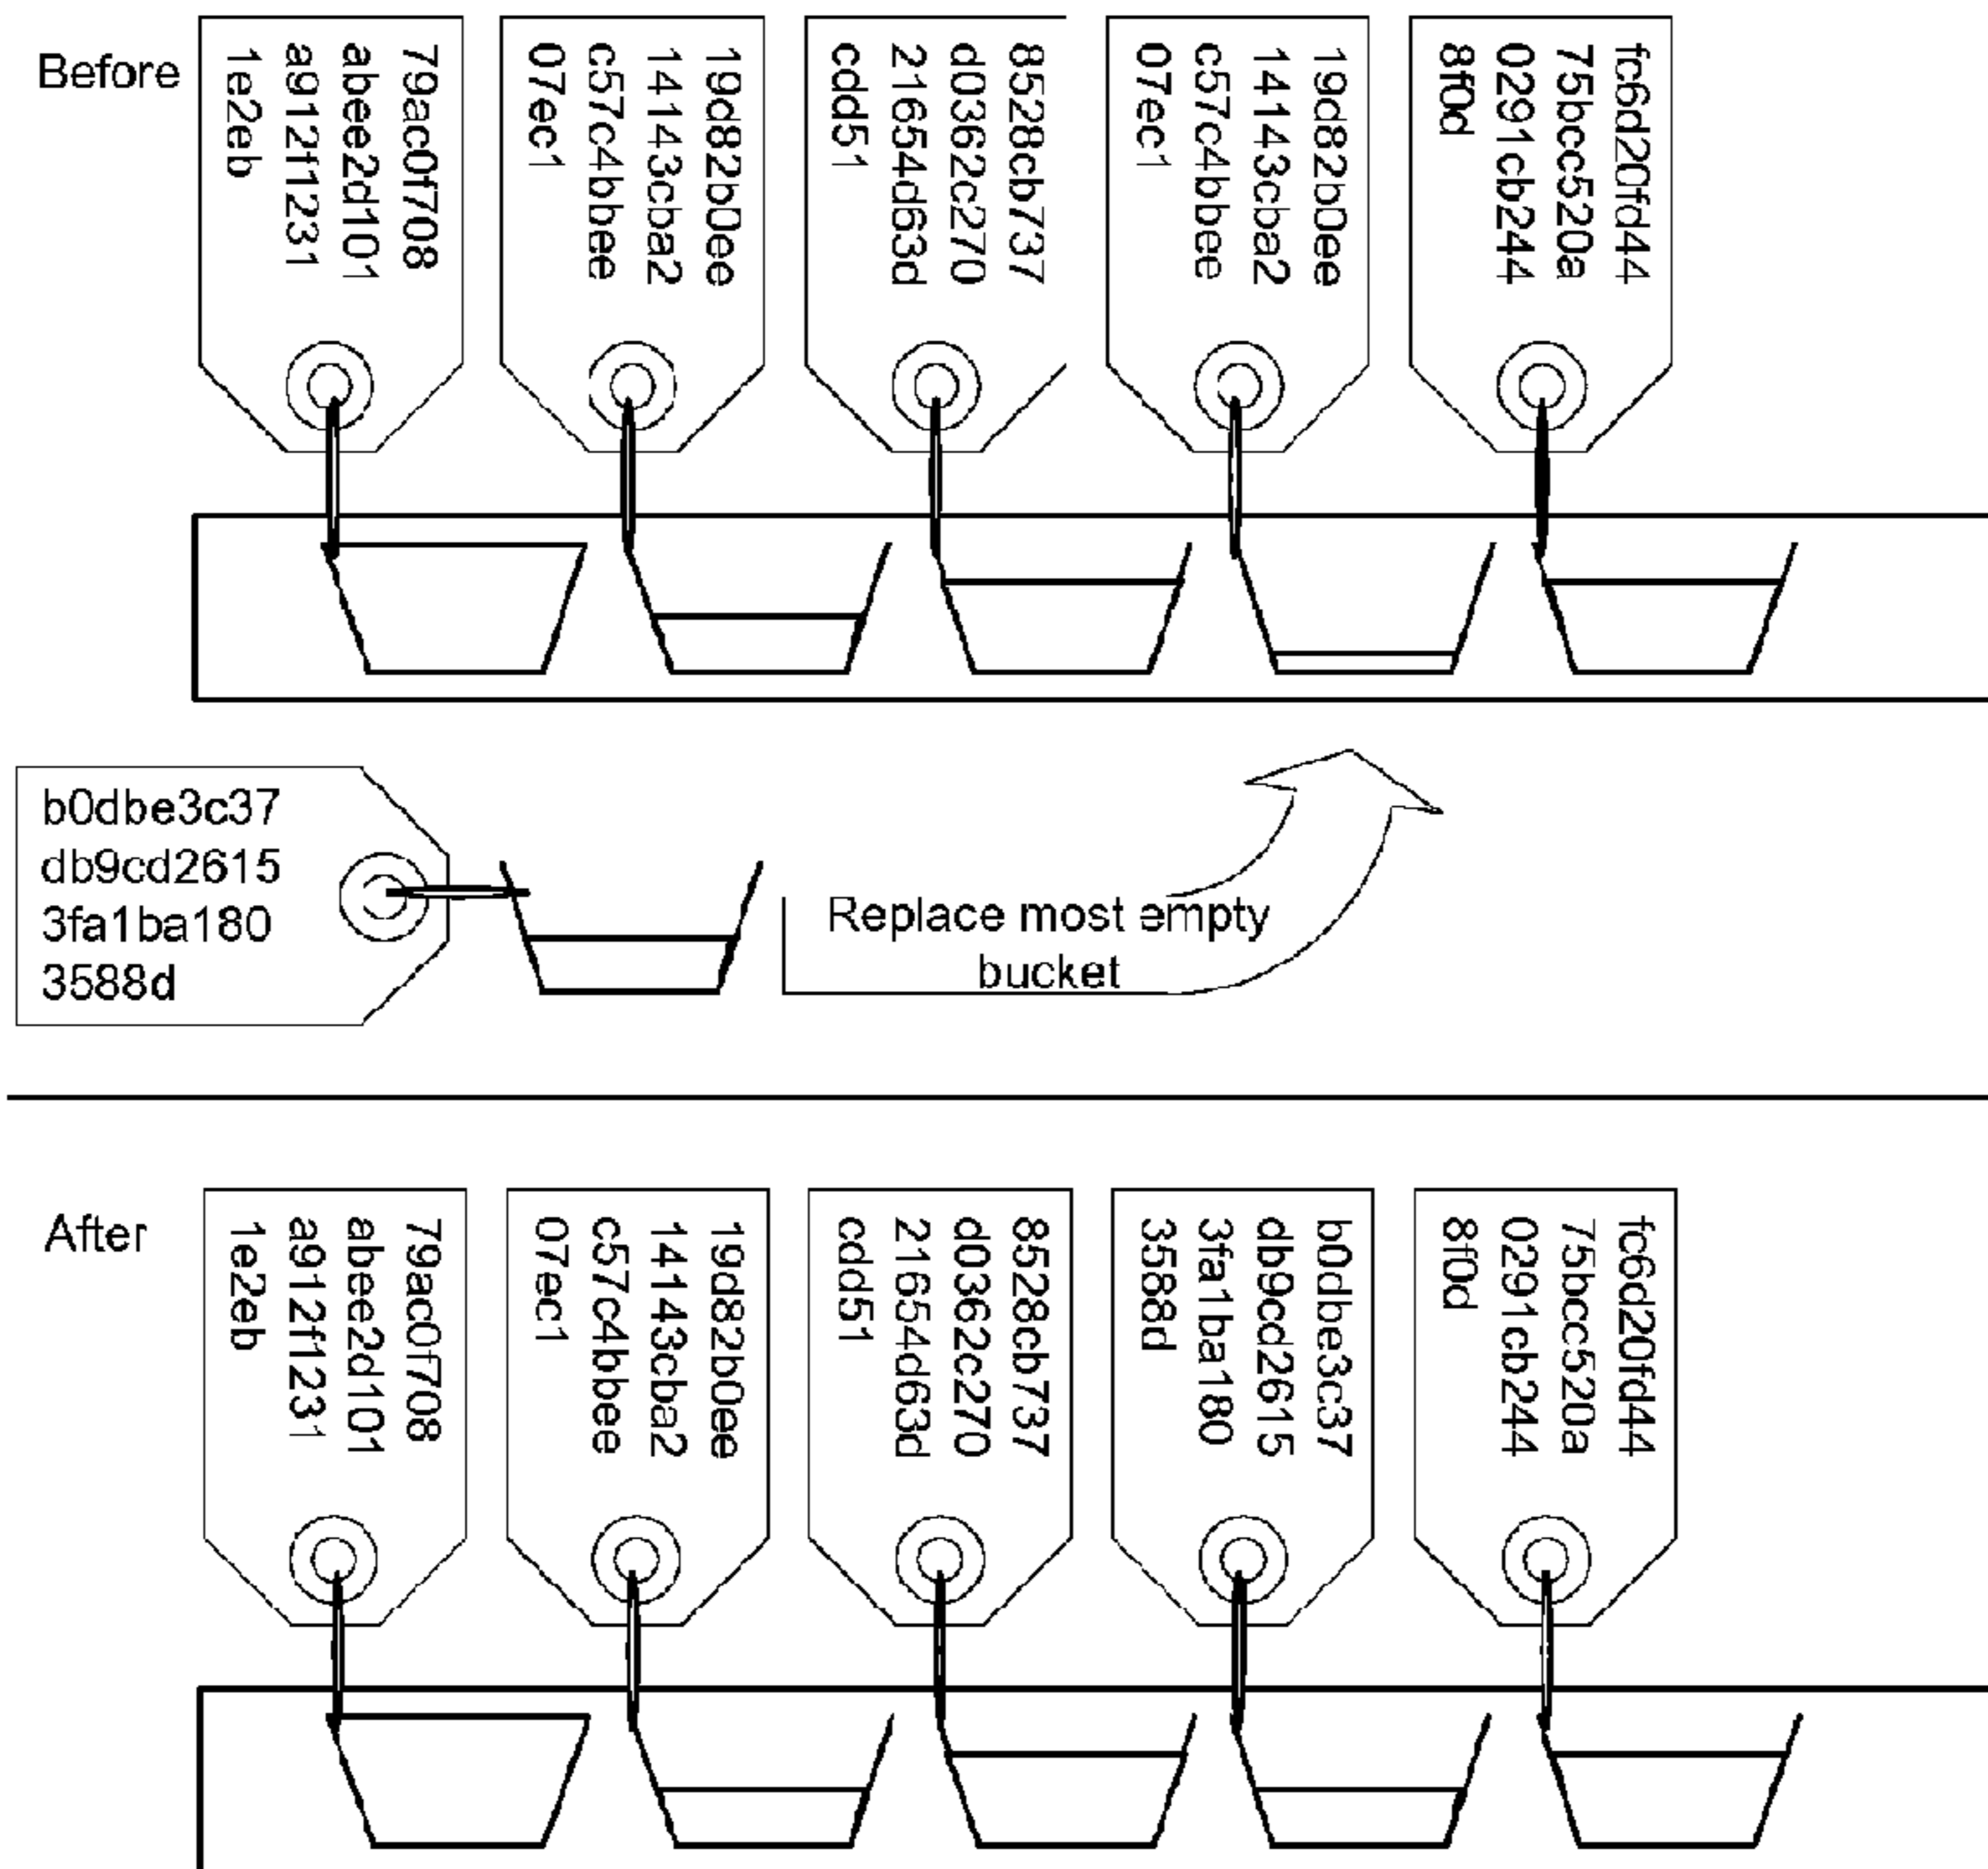 Before
79ac0f708
abee2d101
a912f1231
1e2eb
19d82b0ee
14143cba2
c57c4bbee
07ec1
8528cb737
d0362c270
21654d63d
cdd51
19d82b0ee
14143cba2
c57c4bbee
07ec1
fc6d20fd44
75bcc520a
0291cb244
8f0d
b0dbe3c37
db9cd2615
3fa1ba180
3588d
Replace most empty
bucket
After
79ac0f708
abee2d101
a912f1231
1e2eb
19d82b0ee
14143cba2
c57c4bbee
07ec1
8528cb737
d0362c270
21654d63d
cdd51
b0dbe3c37
db9cd2615
3fa1ba180
3588d
fc6d20fd44
75bcc520a
0291cb244
8f0d